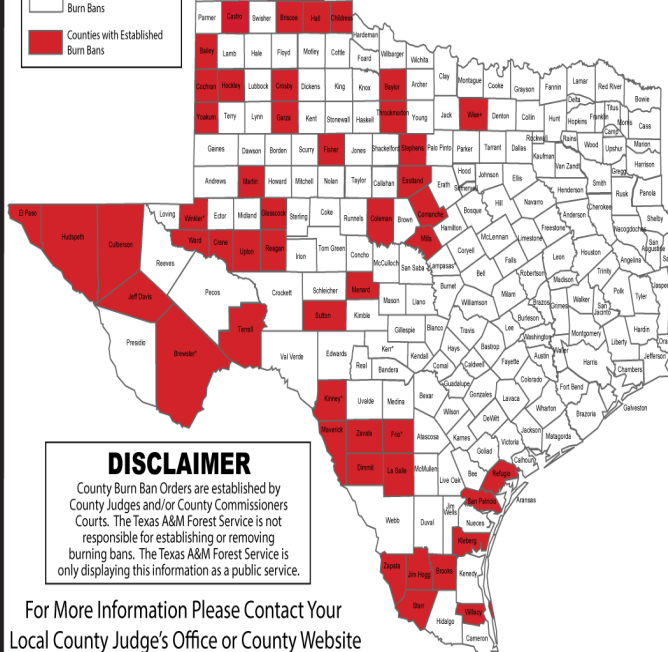 Burn Bans
Counties with Established
Burn Bans
Parmer Castro Swisher Briscoe Hall Childress
Hardeman
Bailey Lamb Hale Floyd Motley Cottle Foard Wilbarger Wichita
Clay Montague Cooke Grayson Fannin Lamar Red River Bowie
Delta Titus
Cochran Hockley Lubbock Crosby Dickens King Knox Baylor Archer
Jack Wise* Denton Collin Hunt Hopkins Franklin Morris Cass
Camp
Yoakum Terry Lynn Garza Kent Stonewall Haskell Throckmorton Young
Rockwall Rains Wood Upshur Marion
Harrison
Gaines Dawson Borden Scurry Fisher Jones Shackelford Stephens Palo Pinto Parker Tarrant Dallas
Kaufman Van Zandt Gregg
Smith
Andrews Martin Howard Mitchell Nolan Taylor Callahan Eastland Erath Hood Johnson Ellis
Somervell Henderson Rusk Panola
El Paso Loving Winkler* Ector Midland Glasscock Sterling Coke Runnels Coleman Brown Comanche Bosque Hill Navarro Anderson Cherokee Shelby
Hamilton Freestone Nacogdoches
Hudspeth Culberson Ward Crane Upton Reagan Irion Tom Green Concho McCulloch Mills McLennan Limestone San Augustine
Reeves San Saba Lampasas Coryell Falls Leon Houston Angelina
Bell Robertson Trinity
Jeff Davis Pecos Crockett Schleicher Menard Mason Llano Burnet Williamson Milam Brazos Madison Grimes Walker San Jacinto Polk Tyler Jasper
Sutton Kimble Burleson
Presidio Brewster* Terrell Val Verde Edwards Gillespie Blanco Travis Lee Washington Montgomery Liberty Hardin
Kerr* Kendall Hays Bastrop Austin Waller Harris Jefferson
Real Bandera Comal Caldwell Fayette Chambers
Kinney* Uvalde Medina Bexar Guadalupe Gonzales Colorado Fort Bend
Lavaca Galveston
Wilson Wharton Brazoria
Maverick Zavala Frio* Atascosa Karnes DeWitt Jackson Matagorda
Victoria
Goliad Calhoun
Dimmit La Salle McMullen Live Oak Bee Refugio
San Patricio Aransas
Webb Duval Jim Wells Nueces
Kleberg
Zapata Jim Hogg Brooks Kenedy
Starr Hidalgo Willacy
Cameron
DISCLAIMER
County Burn Ban Orders are established by
County Judges and/or County Commissioners
Courts. The Texas A&M Forest Service is not
responsible for establishing or removing
burning bans. The Texas A&M Forest Service is
only displaying this information as a public service.
For More Information Please Contact Your
Local County Judge's Office or County Website